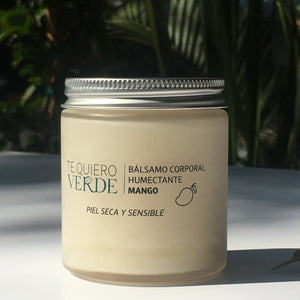 TE QUIERO
VERDE
BÁLSAMO CORPORAL
HUMECTANTE
MANGO
PIEL SECA Y SENSIBLE